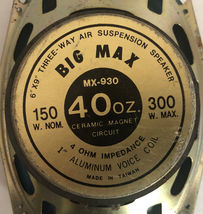 6" X 9" THREE-WAY AIR SUSPENSION SPEAKER
BIG MAX
MX-930
150 W. NOM.
40 oz.
300 W. MAX.
CERAMIC MAGNET
CIRCUIT
4 OHM IMPEDANCE
1" ALUMINUM VOICE COIL
MADE IN TAIWAN